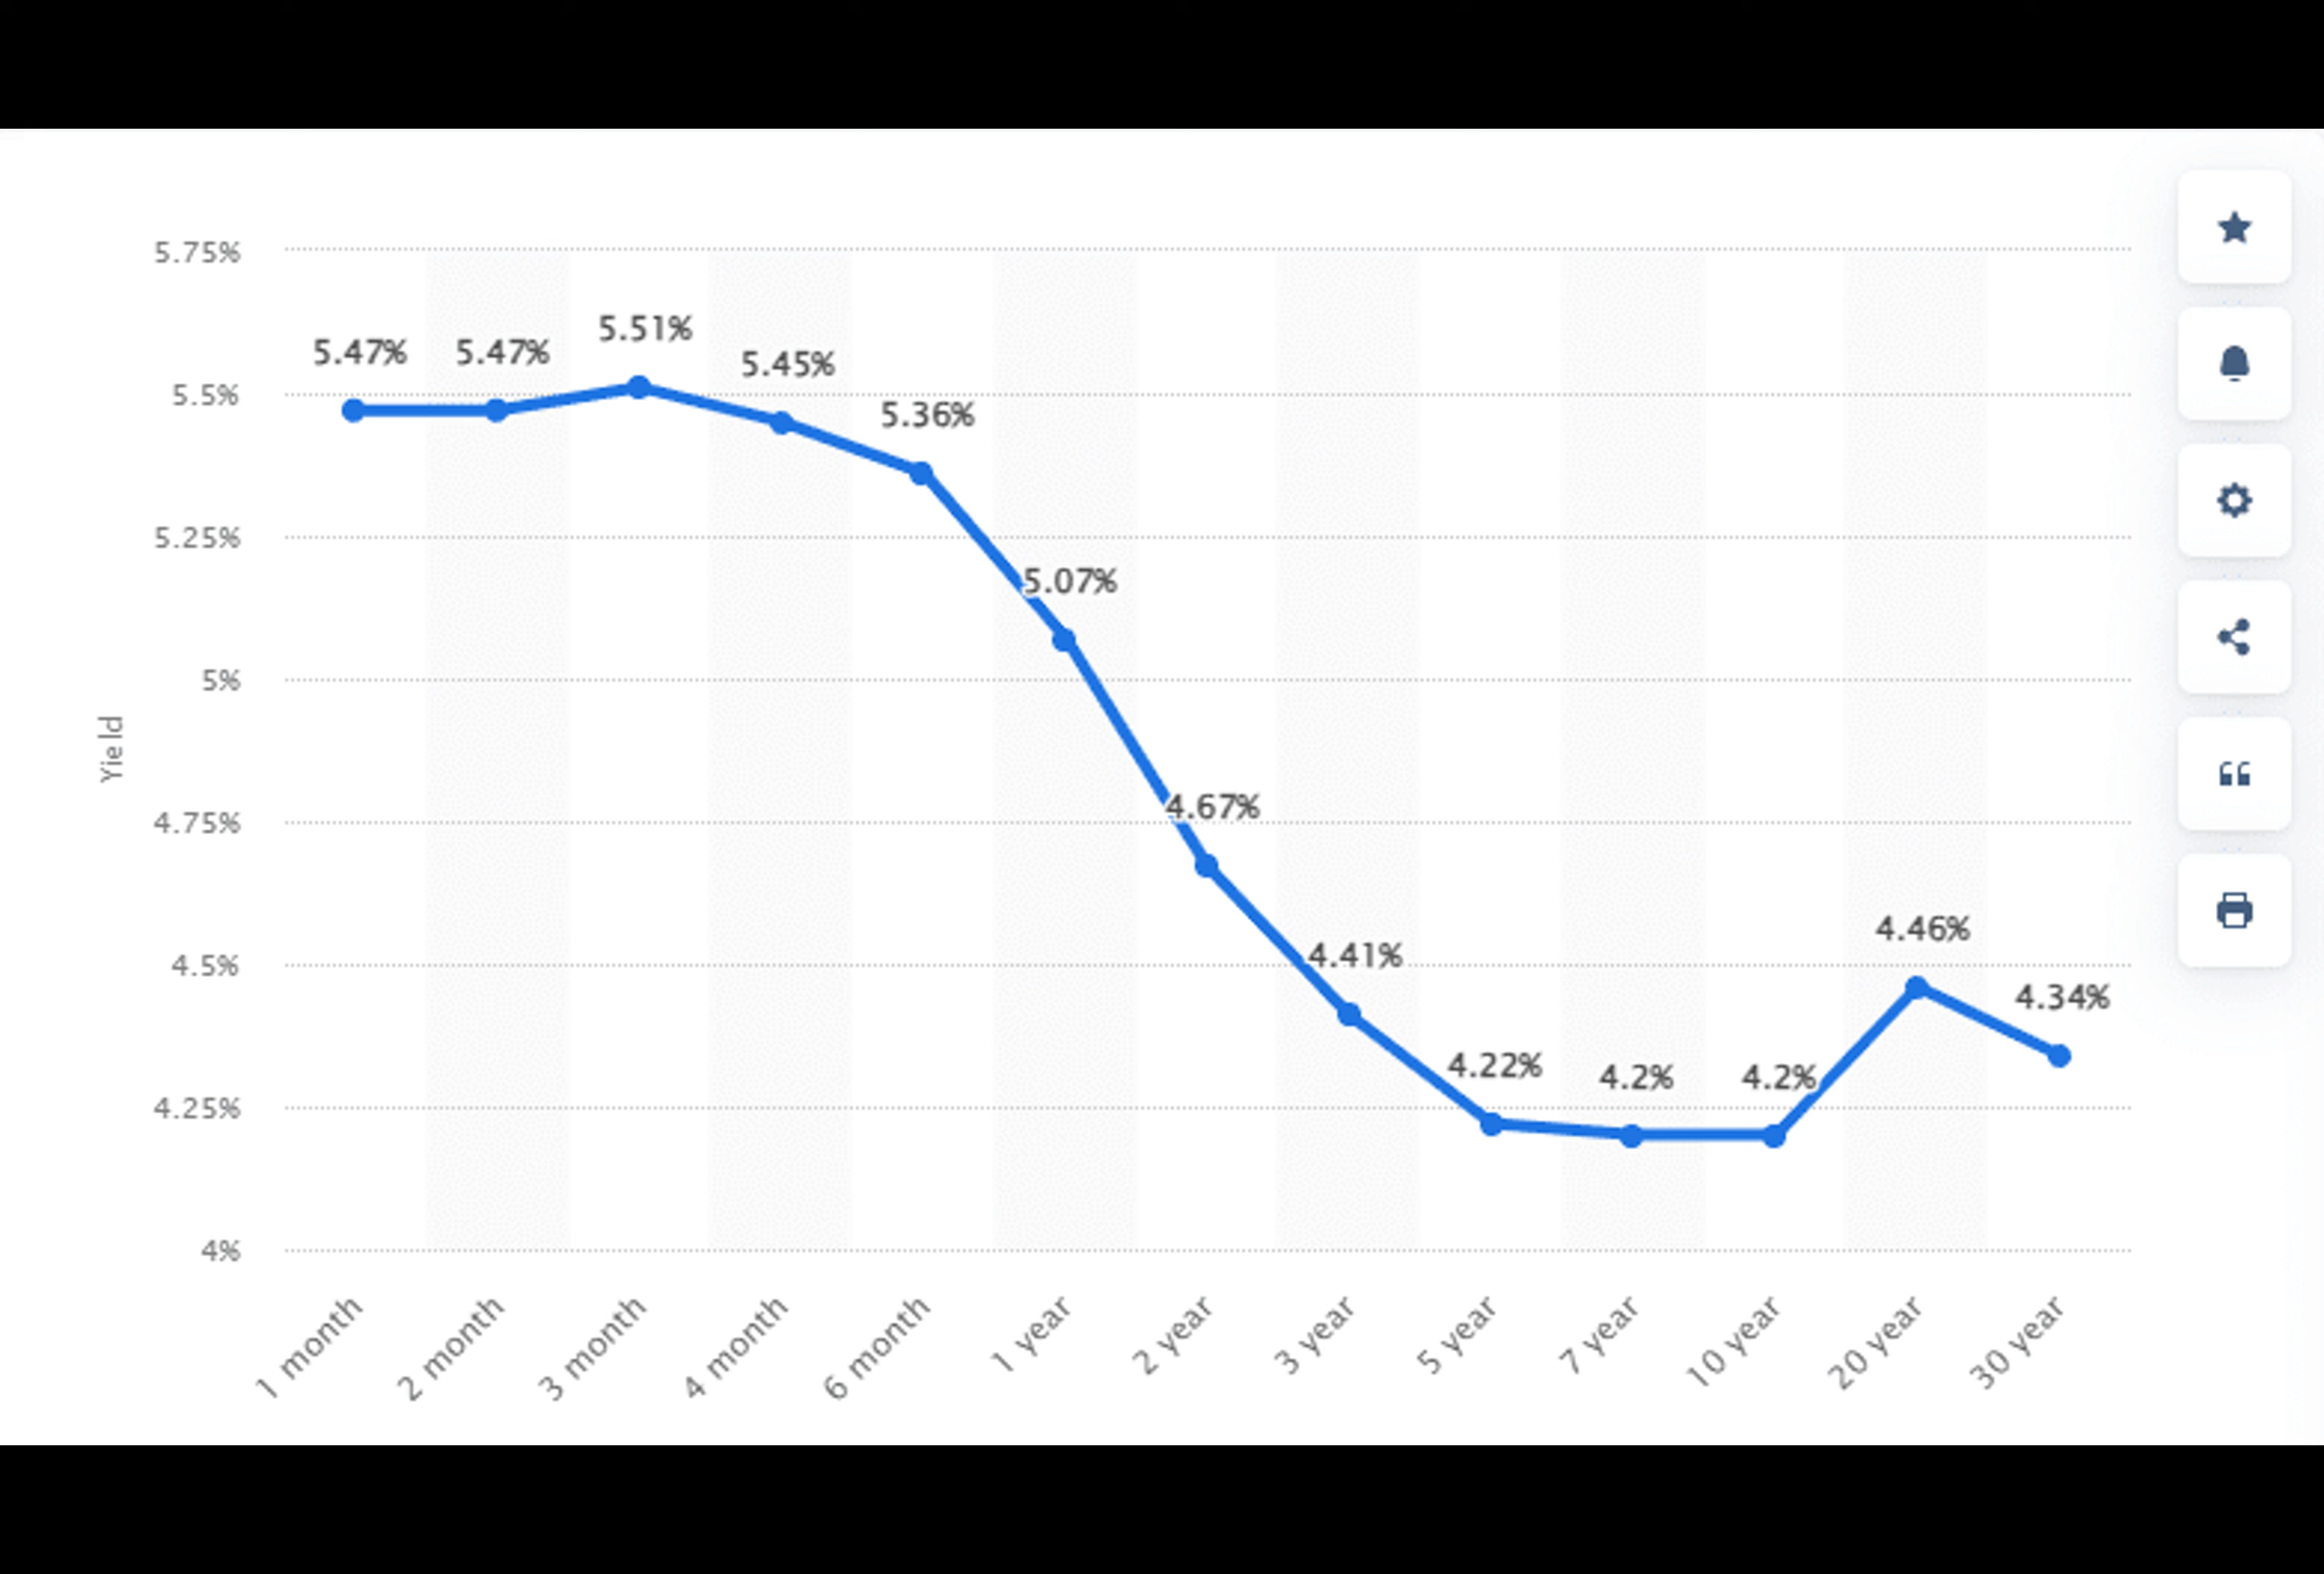 5.75%
5.5%
5.25%
5%
4.75%
4.5%
4.25%
4%
Yield
5.47%
5.47%
5.51%
5.45%
5.36%
5.07%
4.67%
4.41%
4.22%
4.2%
4.2%
4.46%
4.34%
1 month
2 month
3 month
4 month
6 month
1 year
2 year
3 year
5 year
7 year
10 year
20 year
30 year